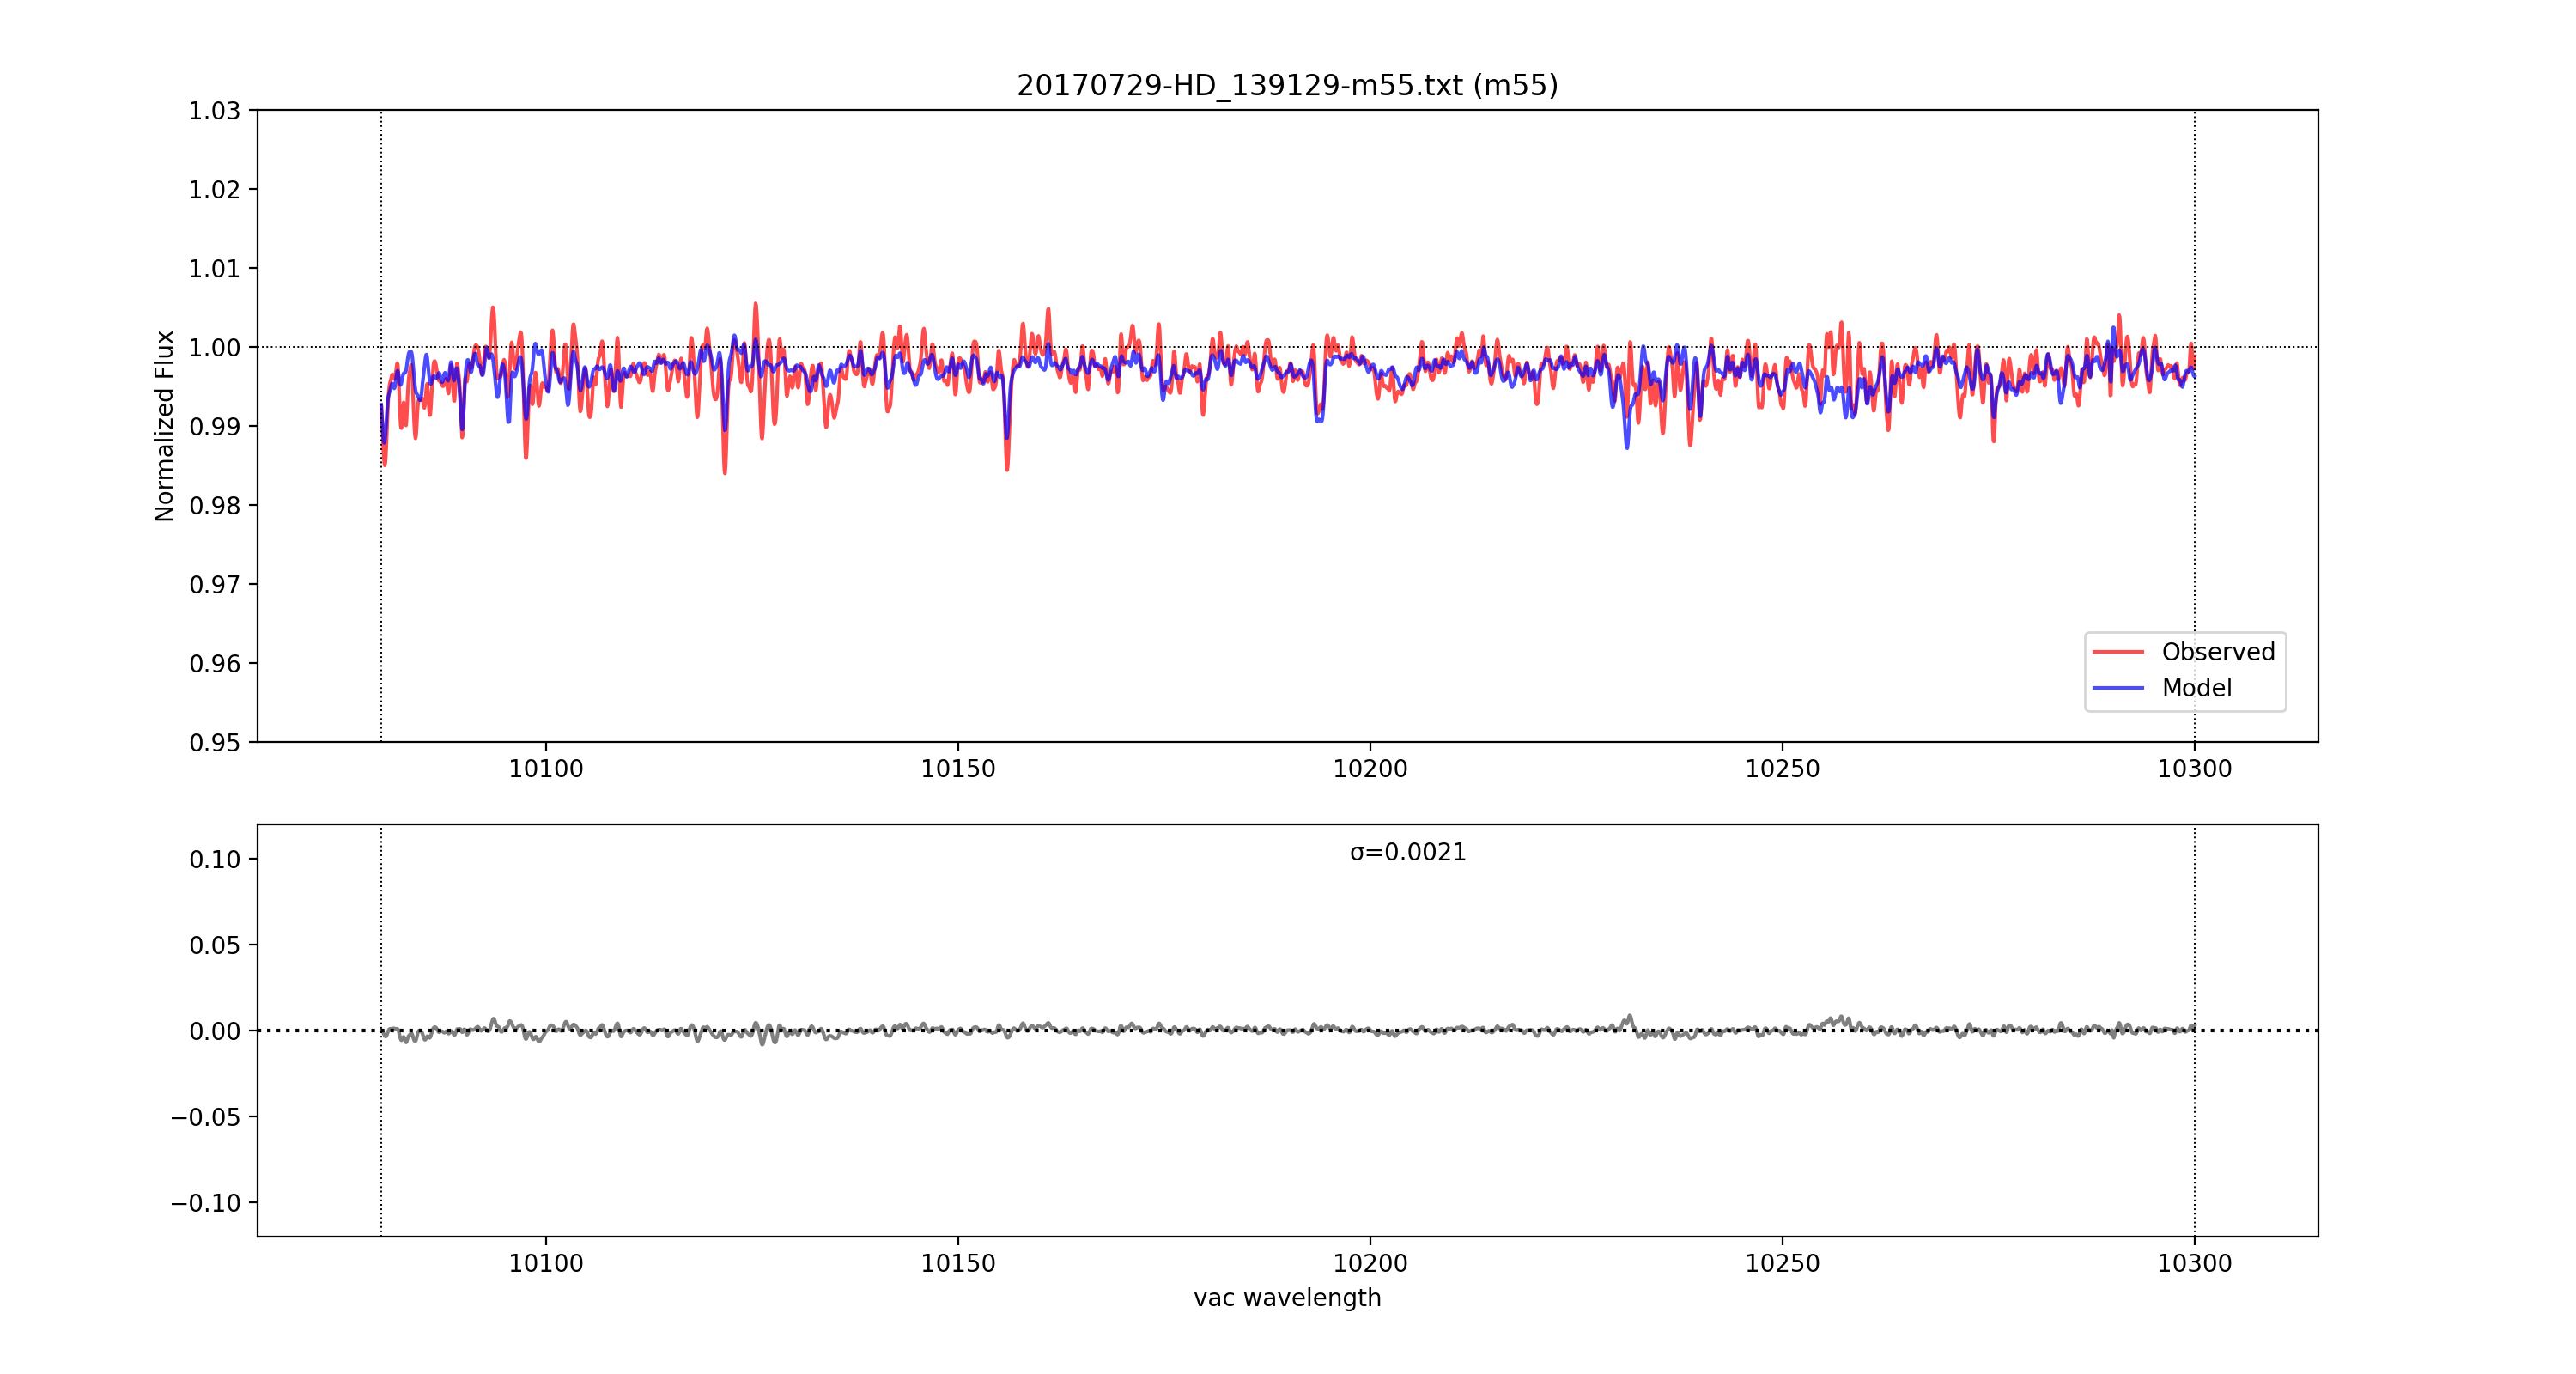 20170729-HD_139129-m55.txt (m55)
1.03
1.02
1.01
1.00
0.99
0.98
0.97
0.96
0.95
Normalized Flux
Observed
Model
10100 10150 10200 10250 10300
σ=0.0021
0.10
0.05
0.00
−0.05
−0.10
10100 10150 10200 10250 10300
vac wavelength